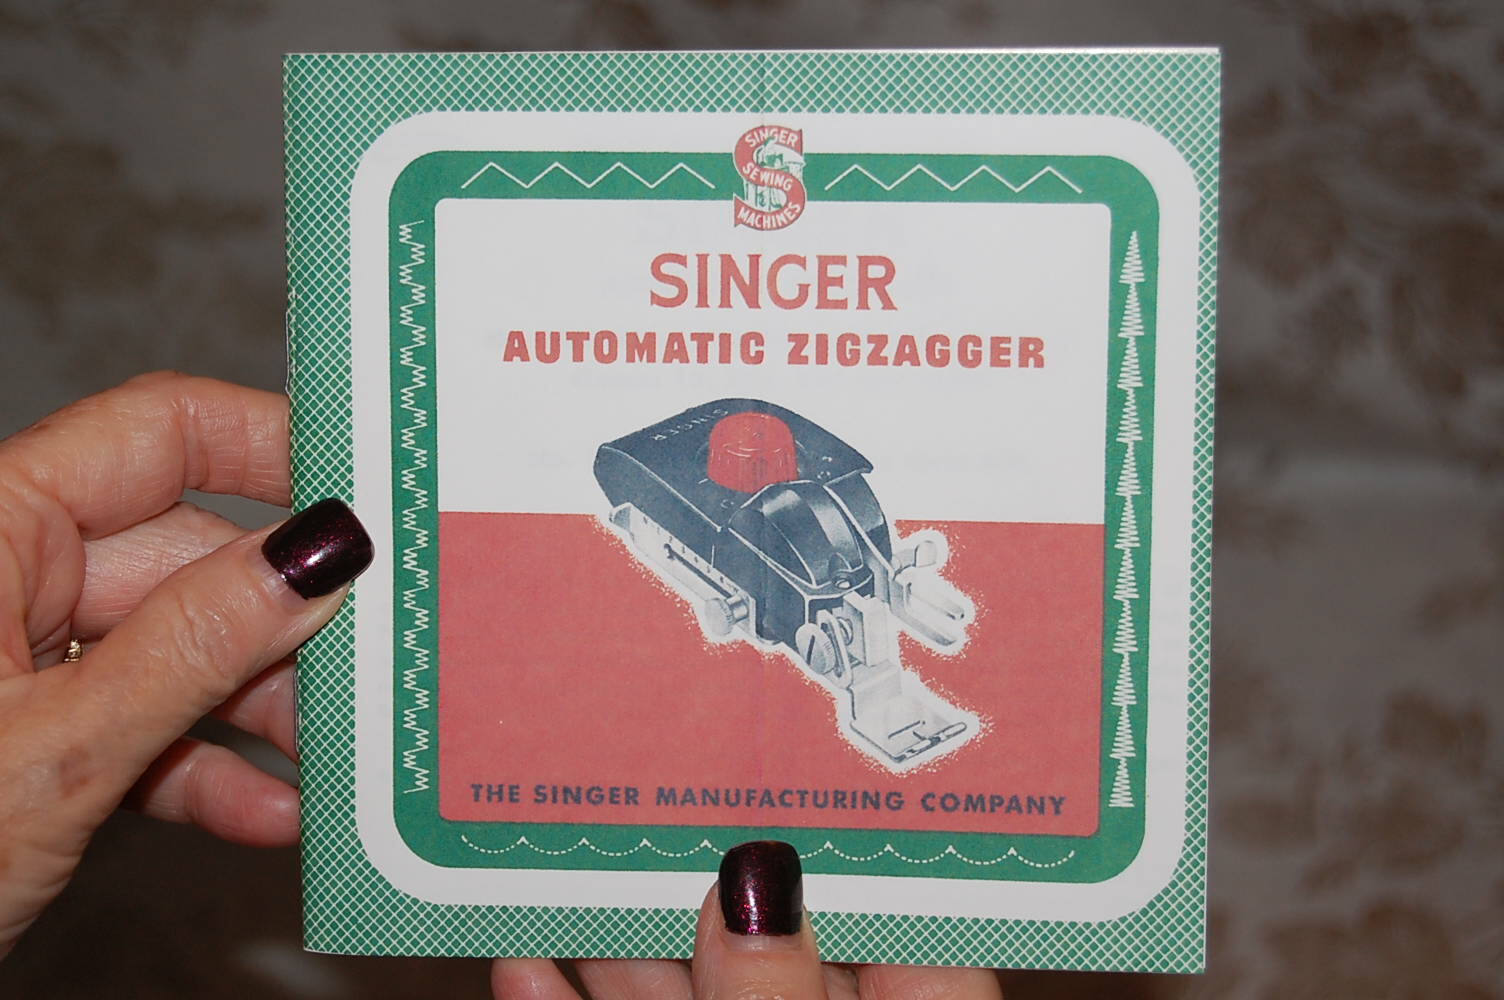 SINGER
SEWING
MACHINES
SINGER
AUTOMATIC ZIGZAGGER
SINGER
THE SINGER MANUFACTURING COMPANY